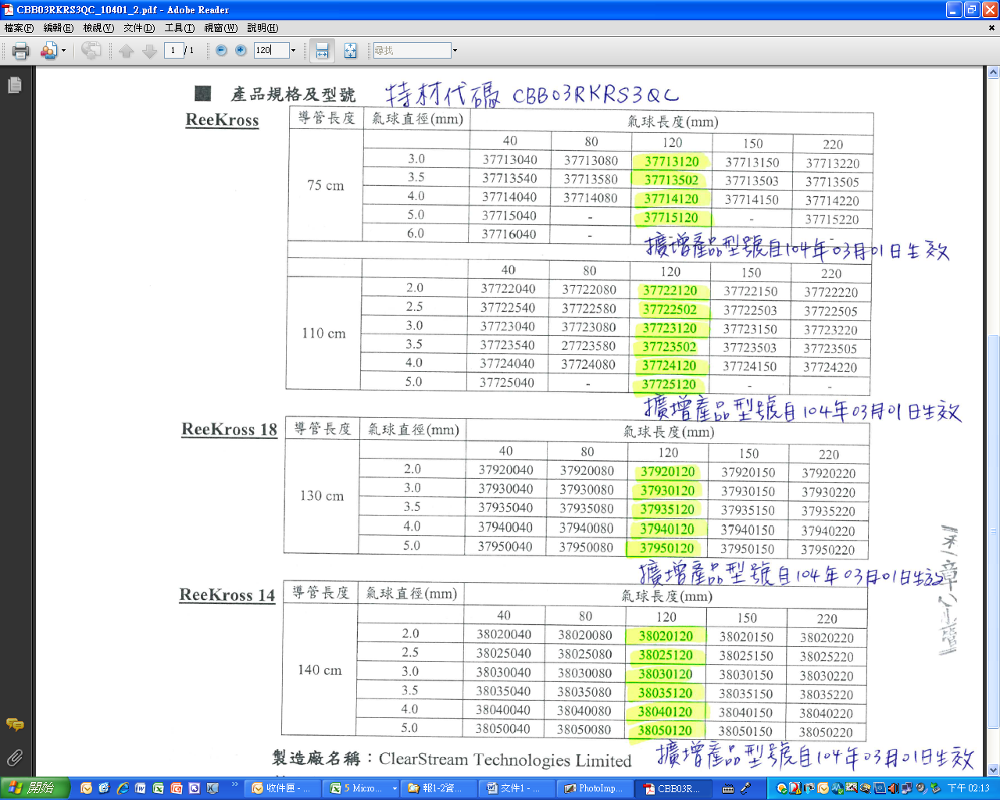 CBB03RKRS3QC_10401_2.pdf - Adobe Reader
檔案(F) 編輯(E) 檢視(V) 文件(D) 工具(T) 視窗(W) 說明(H)
1 / 1 120 尋找
產品規格及型號 特材代碼 CBB03RKRS3QC
ReeKross 導管長度 氣球直徑(mm) 氣球長度(mm)
40 80 120 150 220
75 cm
3.0 37713040 37713080 37713120 37713150 37713220
3.5 37713540 37713580 37713502 37713503 37713505
4.0 37714040 37714080 37714120 37714150 37714220
5.0 37715040 - 37715120 - 37715220
6.0 37716040 - - - -
擴增產品型號自104年03月01日生效
40 80 120 150 220
110 cm
2.0 37722040 37722080 37722120 37722150 37722220
2.5 37722540 37722580 37722502 37722503 37722505
3.0 37723040 37723080 37723120 37723150 37723220
3.5 37723540 27723580 37723502 37723503 37723505
4.0 37724040 37724080 37724120 37724150 37724220
5.0 37725040 - 37725120 - -
擴增產品型號自104年03月01日生效
ReeKross 18 導管長度 氣球直徑(mm) 氣球長度(mm)
40 80 120 150 220
130 cm
2.0 37920040 37920080 37920120 37920150 37920220
3.0 37930040 37930080 37930120 37930150 37930220
3.5 37935040 37935080 37935120 37935150 37935220
4.0 37940040 37940080 37940120 37940150 37940220
5.0 37950040 37950080 37950120 37950150 37950220
擴增產品型號自104年03月01日生效
ReeKross 14 導管長度 氣球直徑(mm) 氣球長度(mm)
40 80 120 150 220
140 cm
2.0 38020040 38020080 38020120 38020150 38020220
2.5 38025040 38025080 38025120 38025150 38025220
3.0 38030040 38030080 38030120 38030150 38030220
3.5 38035040 38035080 38035120 38035150 38035220
4.0 38040040 38040080 38040120 38040150 38040220
5.0 38050040 38050080 38050120 38050150 38050220
製造廠名稱：ClearStream Technologies Limited 擴增產品型號自104年03月01日生效
開始 收件匣 - ... 5 Micro... 報1-2資... 文件1 - ... PhotoImp... CBB03R... 下午 02:13